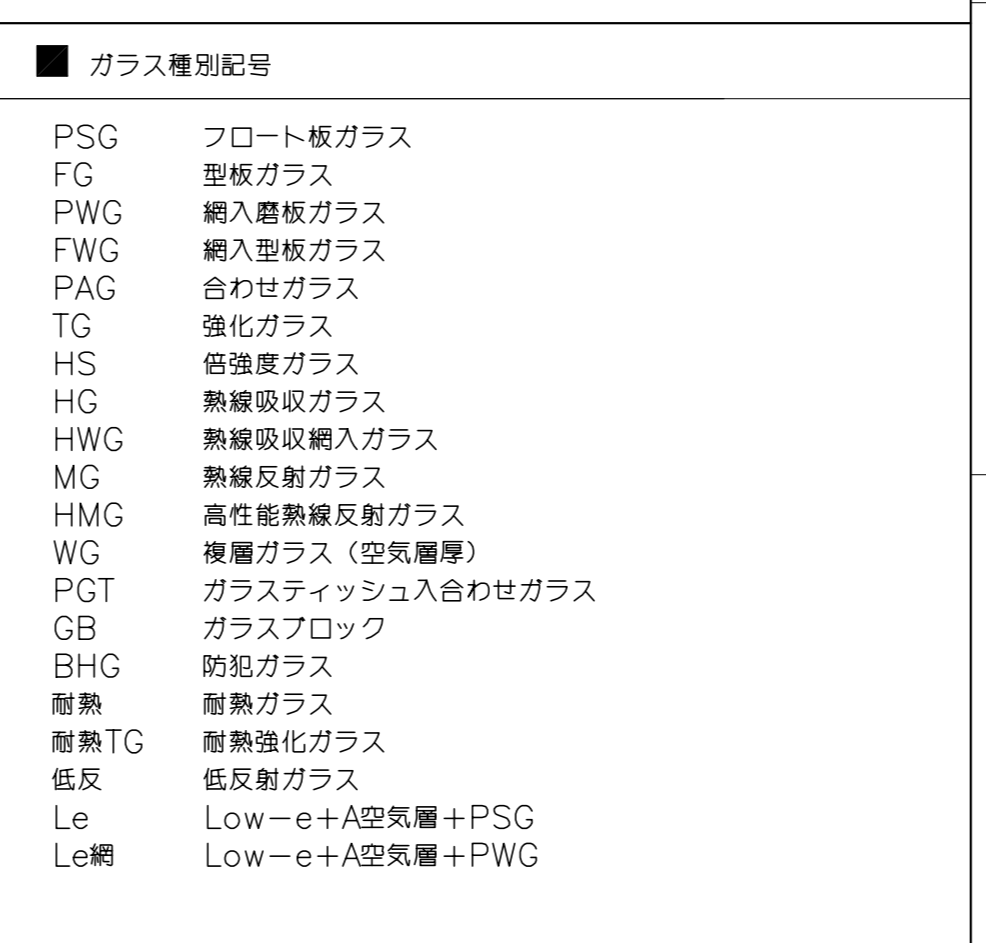 ■ ガラス種別記号
PSG フロート板ガラス
FG 型板ガラス
PWG 網入磨板ガラス
FWG 網入型板ガラス
PAG 合わせガラス
TG 強化ガラス
HS 倍強度ガラス
HG 熱線吸収ガラス
HWG 熱線吸収網入ガラス
MG 熱線反射ガラス
HMG 高性能熱線反射ガラス
WG 複層ガラス（空気層厚）
PGT ガラスティッシュ入合わせガラス
GB ガラスブロック
BHG 防犯ガラス
耐熱 耐熱ガラス
耐熱TG 耐熱強化ガラス
低反 低反射ガラス
Le Low－e＋A空気層＋PSG
Le網 Low－e＋A空気層＋PWG